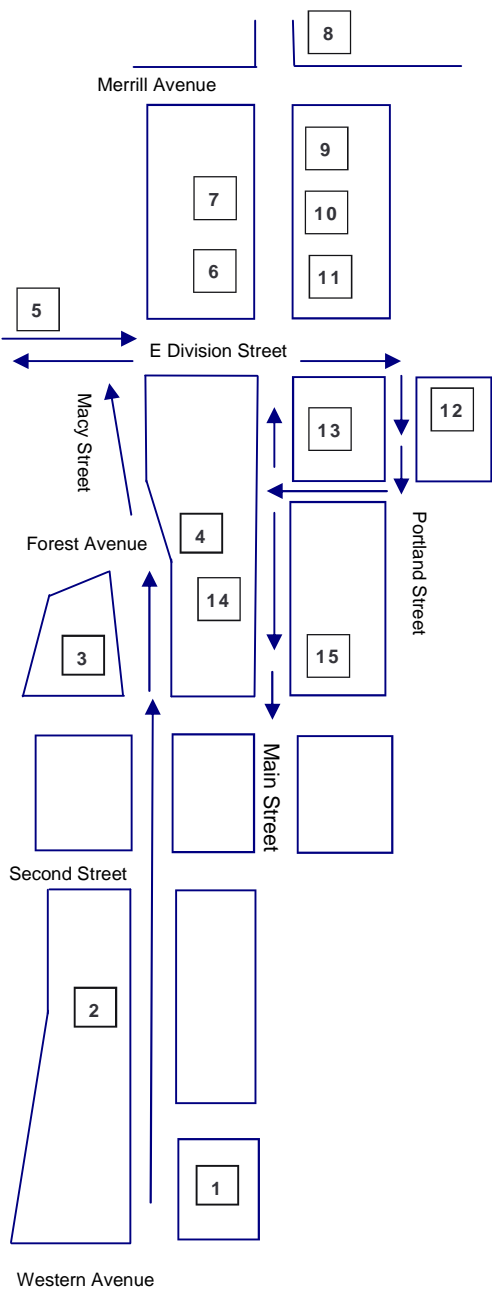 8
Merrill Avenue
9
7
10
6
11
5
E Division Street
Macy Street
12
13
Portland Street
Forest Avenue
4
14
3
15
Main Street
Second Street
2
1
Western Avenue